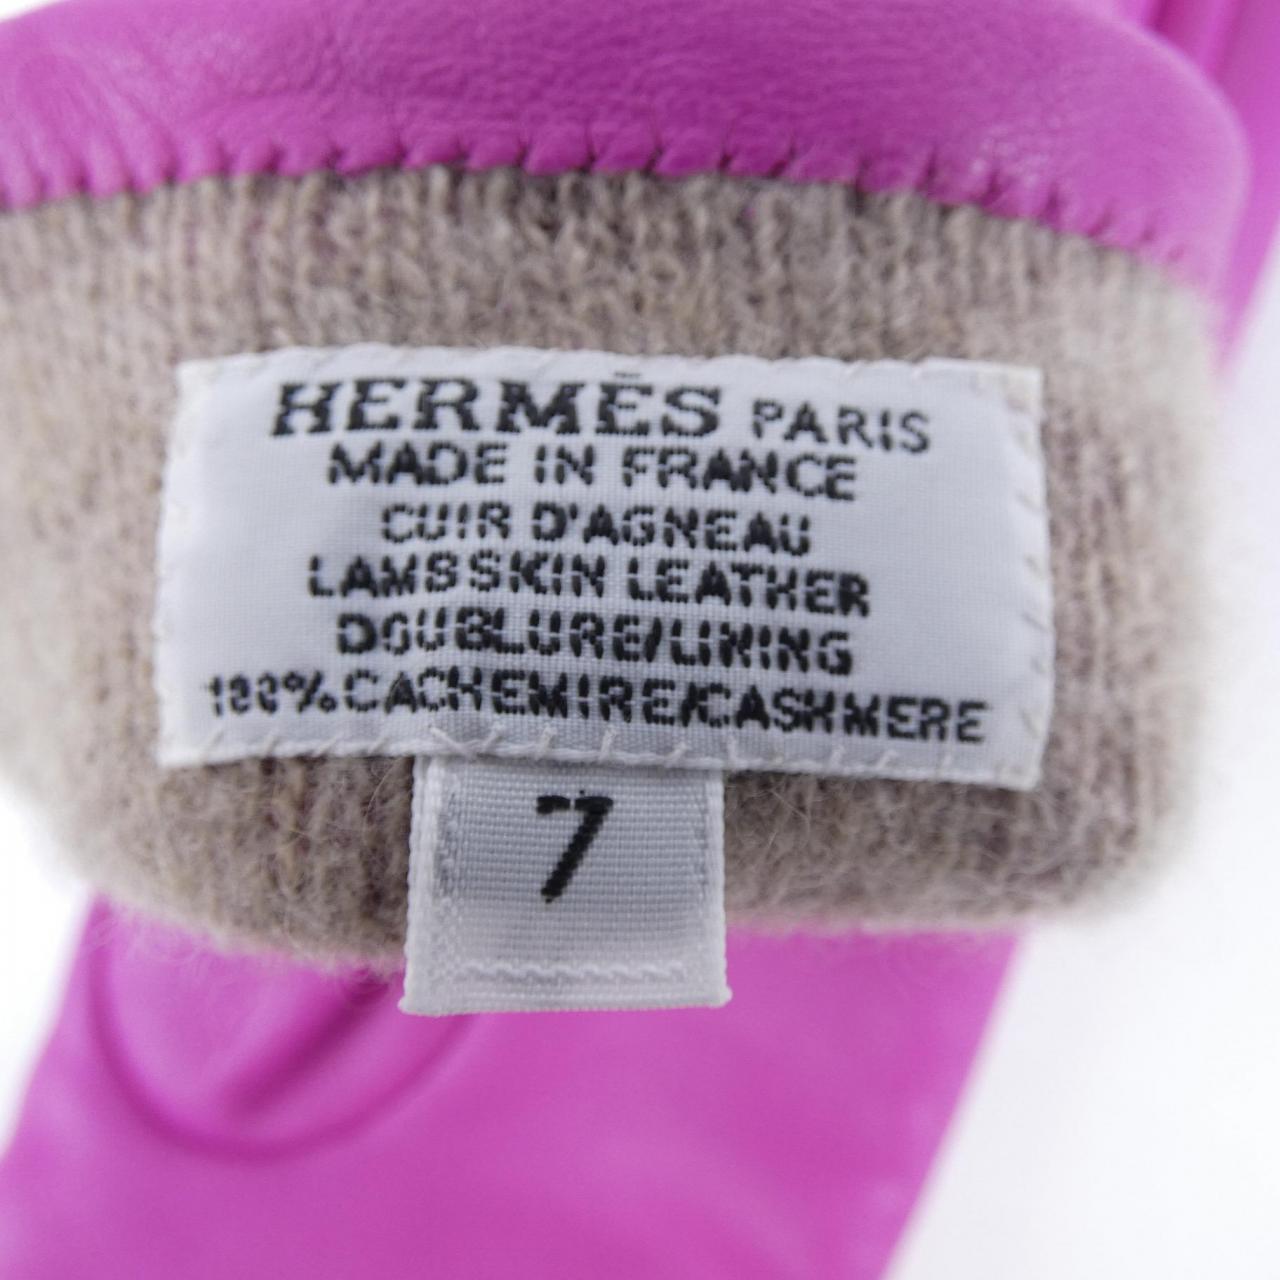 HERMÈS PARIS
MADE IN FRANCE
CUIR D'AGNEAU
LAMBSKIN LEATHER
DOUBLURE/LINING
100% CACHEMIRE/CASHMERE
7